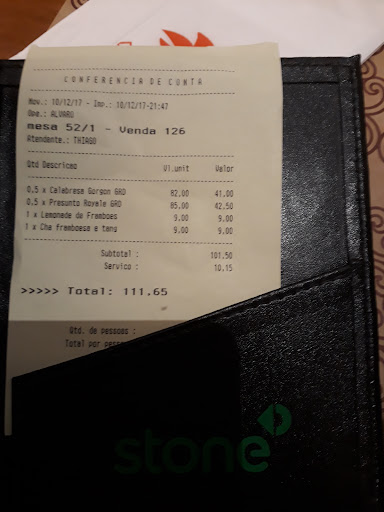 CONFERENCIA DE CONTA
Mov.: 10/12/17 - Imp.: 10/12/17-21:47
Ope.: ALVARO
mesa 52/1 - Venda 126
Atendente.: THIAGO
Qtd Descricao Vl.unit Valor
0.5 x Calabresa Gorgon GRD 82.00 41.00
0.5 x Presunto Royale GRD 85.00 42.50
1 x Lemonade de Framboes 9.00 9.00
1 x Cha framboesa e tang 9.00 9.00
Subtotal : 101.50
Servico : 10.15
>>>>> Total: 111.65
Qtd. de pessoas :
Total por pess
stone